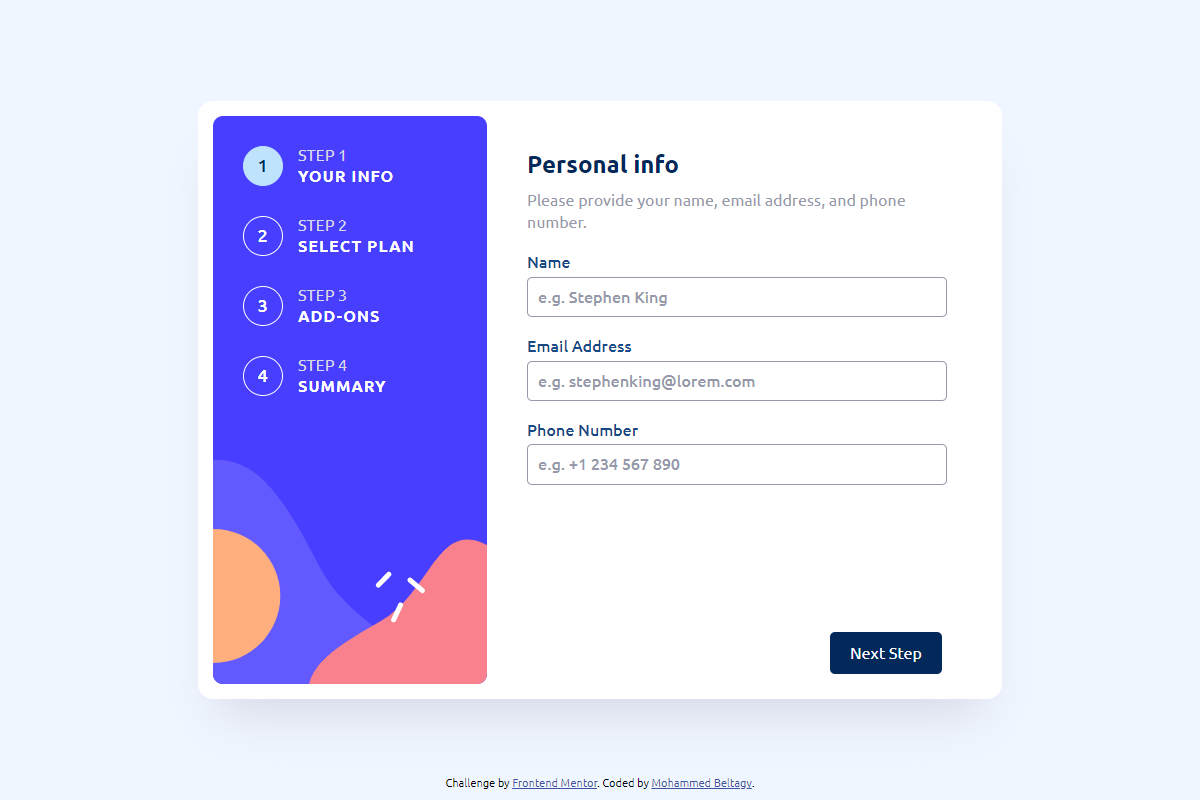 1
STEP 1
YOUR INFO
2
STEP 2
SELECT PLAN
3
STEP 3
ADD-ONS
4
STEP 4
SUMMARY
Personal info
Please provide your name, email address, and phone
number.
Name
e.g. Stephen King
Email Address
e.g. stephenking@lorem.com
Phone Number
e.g. +1 234 567 890
Next Step
Challenge by Frontend Mentor. Coded by Mohammed Beltagy.